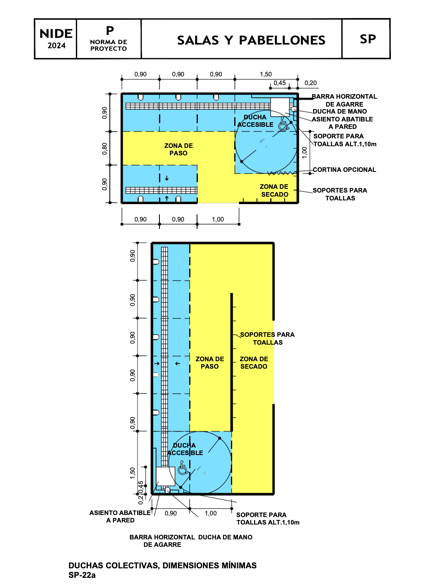 NIDE
2024
P
NORMA DE
PROYECTO
SALAS Y PABELLONES
SP
0,90
0,90
0,90
1,50
0,45
0,20
BARRA HORIZONTAL
DE AGARRE
DUCHA DE MANO
ASIENTO ABATIBLE
A PARED
SOPORTE PARA
TOALLAS ALT.1,10m
CORTINA OPCIONAL
SOPORTES PARA
TOALLAS
0,90
0,80
0,90
DUCHA
ACCESIBLE
1,00
ZONA DE
PASO
ZONA DE
SECADO
0,90
0,90
1,00
0,90
0,90
0,90
0,90
0,90
1,50
0,45
SOPORTES PARA
TOALLAS
ZONA DE
PASO
ZONA DE
SECADO
DUCHA
ACCESIBLE
0,90
1,00
ASIENTO ABATIBLE
A PARED
SOPORTE PARA
TOALLAS ALT.1,10m
BARRA HORIZONTAL
DE AGARRE
DUCHA DE MANO
DUCHAS COLECTIVAS, DIMENSIONES MÍNIMAS
SP-22a